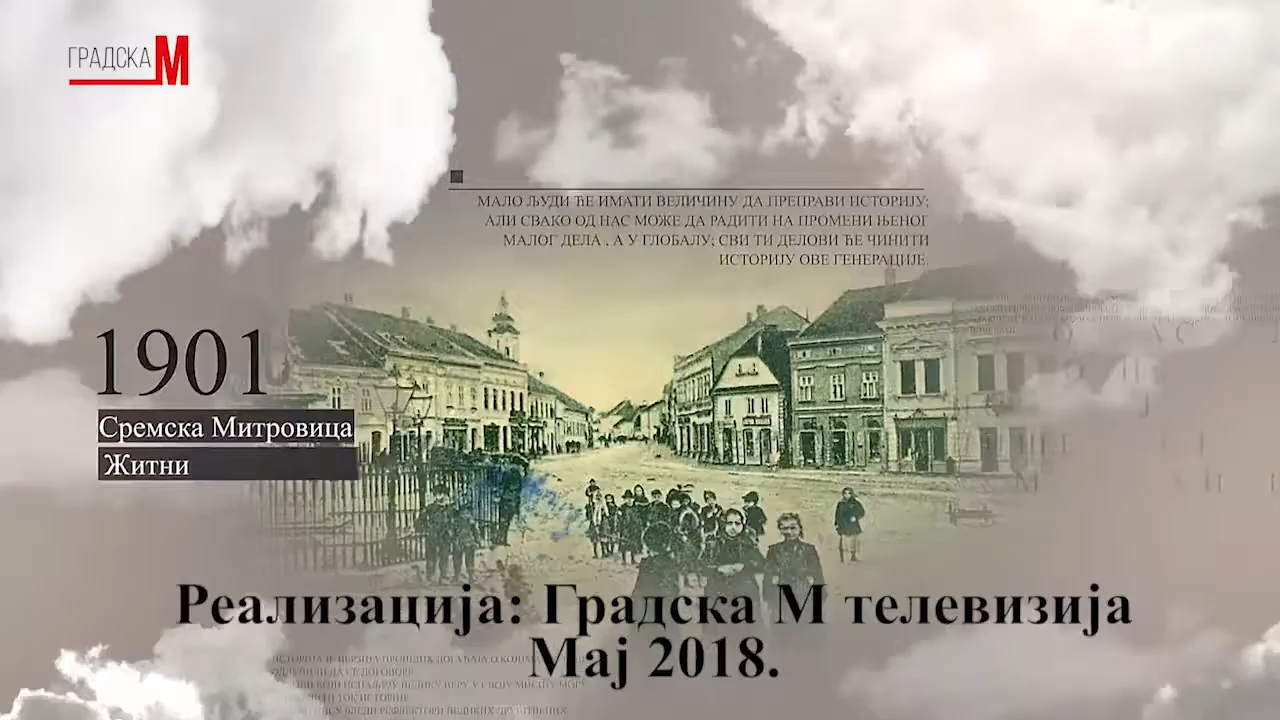 ГРАДСКА М
МАЛО ЉУДИ ЋЕ ИМАТИ ВЕЛИЧИНУ ДА ПРЕПРАВИ ИСТОРИЈУ;
АЛИ СВАКО ОД НАС МОЖЕ ДА РАДИТИ НА ПРОМЕНИ ЊЕНОГ
МАЛОГ ДЕЛА , А У ГЛОБАЛУ; СВИ ТИ ДЕЛОВИ ЋЕ ЧИНИТИ
ИСТОРИЈУ ОВЕ ГЕНЕРАЦИЈЕ.
1901
Сремска Митровица
Житни
Реализација: Градска М телевизија
Мај 2018.